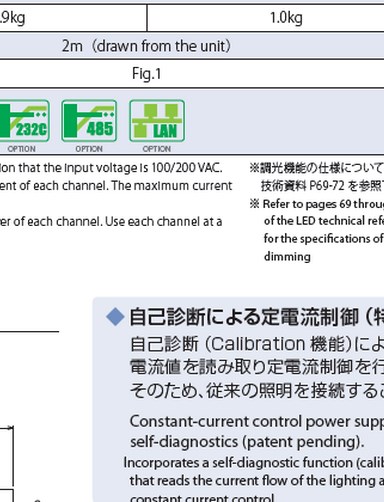 .9kg 1.0kg
2m（drawn from the unit）
Fig.1
232C 485 LAN
OPTION OPTION OPTION
ion that the input voltage is 100/200 VAC.
ent of each channel. The maximum current
er of each channel. Use each channel at a
※調光機能の仕様について
技術資料 P69-72 を参照
※ Refer to pages 69 throug
of the LED technical refe
for the specifications of
dimming
◆自己診断による定電流制御（特
自己診断（Calibration 機能）によ
電流値を読み取り定電流制御を行
そのため、従来の照明を接続するこ
Constant-current control power supp
self-diagnostics (patent pending).
Incorporates a self-diagnostic function (calib
that reads the current flow of the lighting a
constant current control.